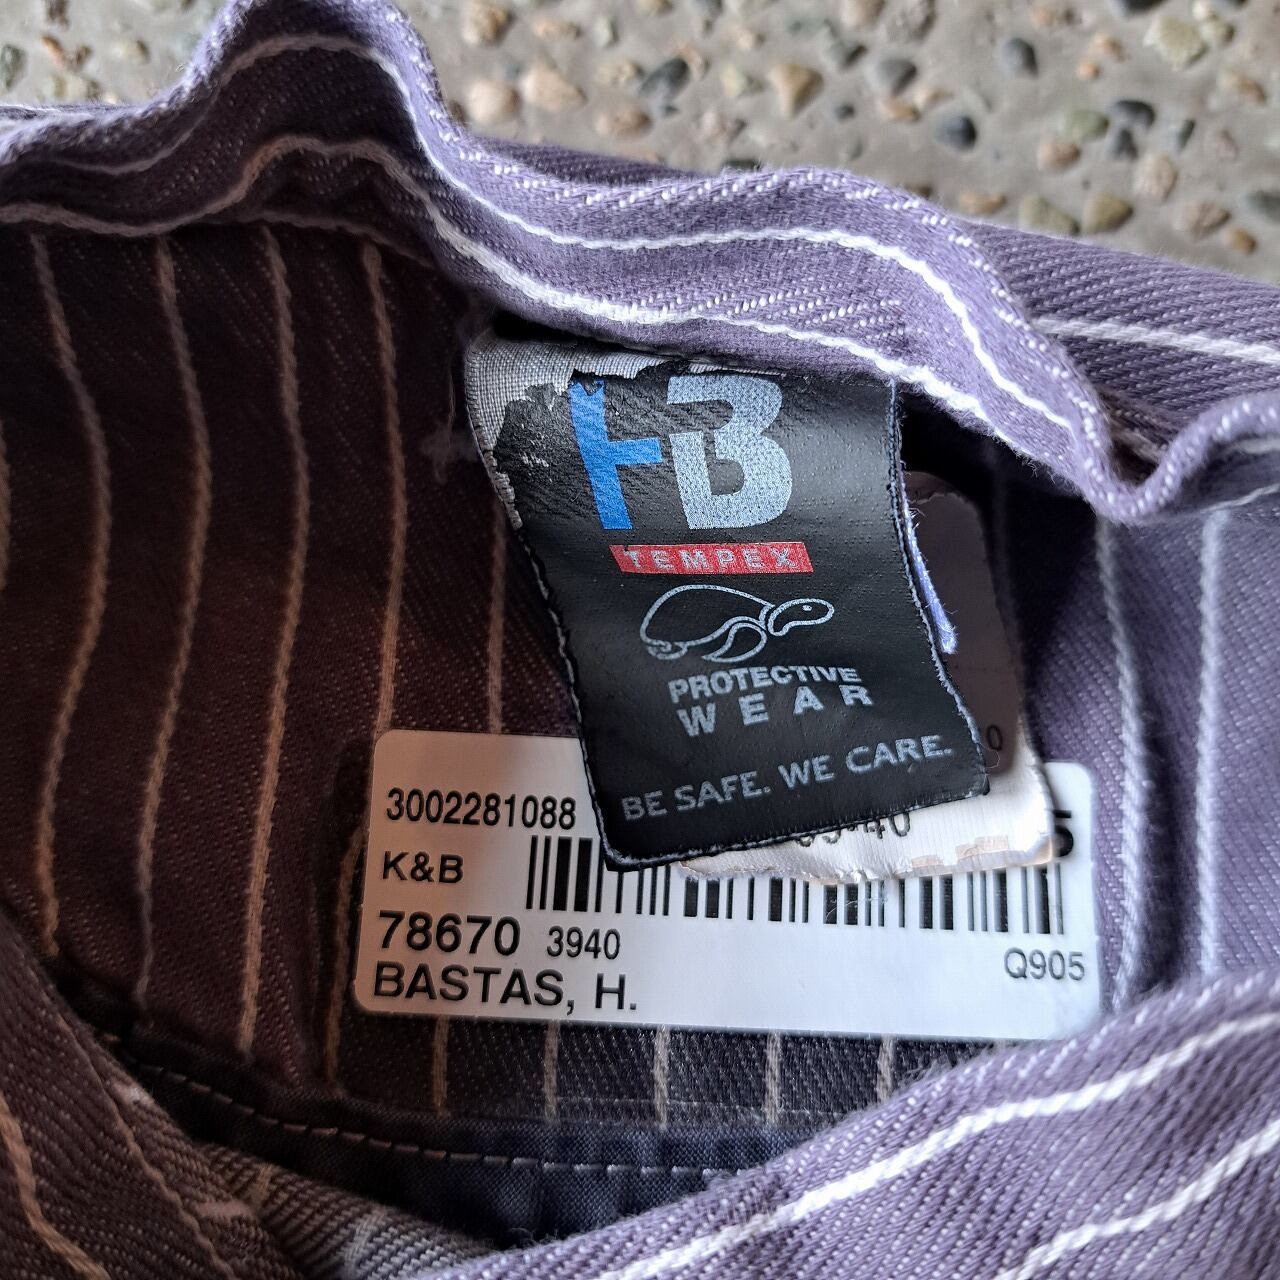 HB
TEMPEX
PROTECTIVE
WEAR
BE SAFE. WE CARE.
3002281088
K&B
78670 3940
BASTAS, H.
Q905